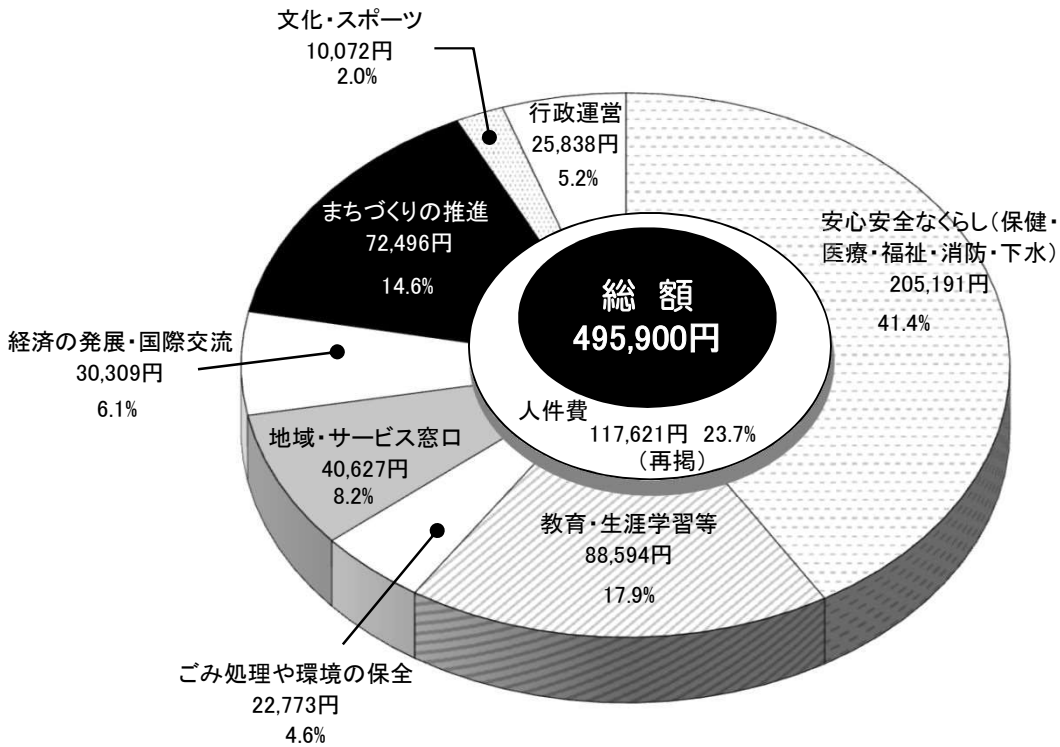 文化・スポーツ
10,072円
2.0%
行政運営
25,838円
5.2%
まちづくりの推進
72,496円
14.6%
安心安全なくらし(保健・
医療・福祉・消防・下水)
205,191円
41.4%
総 額
495,900円
経済の発展・国際交流
30,309円
6.1%
人件費
117,621円 23.7%
(再掲)
地域・サービス窓口
40,627円
8.2%
教育・生涯学習等
88,594円
17.9%
ごみ処理や環境の保全
22,773円
4.6%